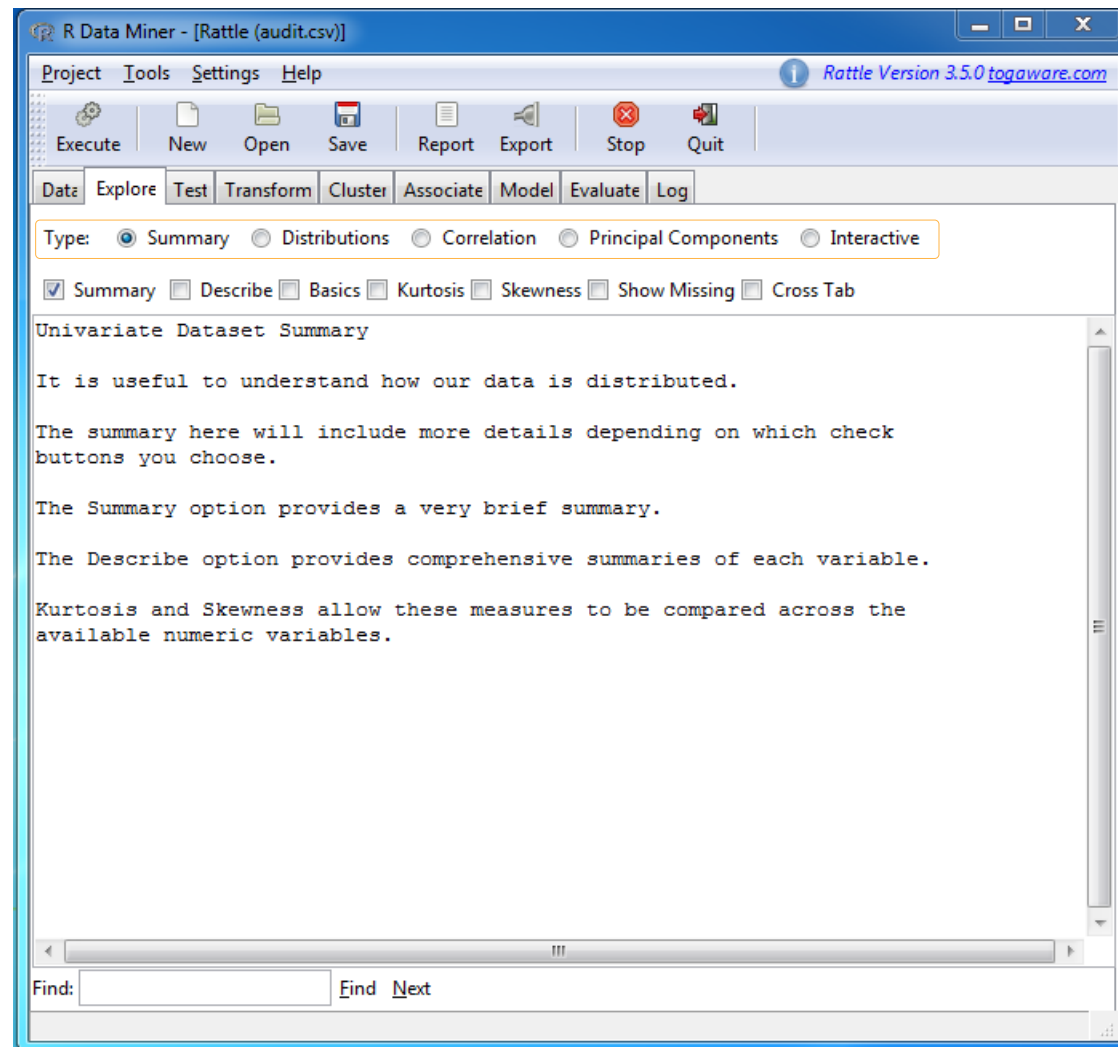 R Data Miner - [Rattle (audit.csv)]
Project Tools Settings Help Rattle Version 3.5.0 togaware.com
Execute New Open Save Report Export Stop Quit
Data Explore Test Transform Cluster Associate Model Evaluate Log
Type: Summary Distributions Correlation Principal Components Interactive
Summary Describe Basics Kurtosis Skewness Show Missing Cross Tab
Univariate Dataset Summary
It is useful to understand how our data is distributed.
The summary here will include more details depending on which check
buttons you choose.
The Summary option provides a very brief summary.
The Describe option provides comprehensive summaries of each variable.
Kurtosis and Skewness allow these measures to be compared across the
available numeric variables.
Find: Find Next